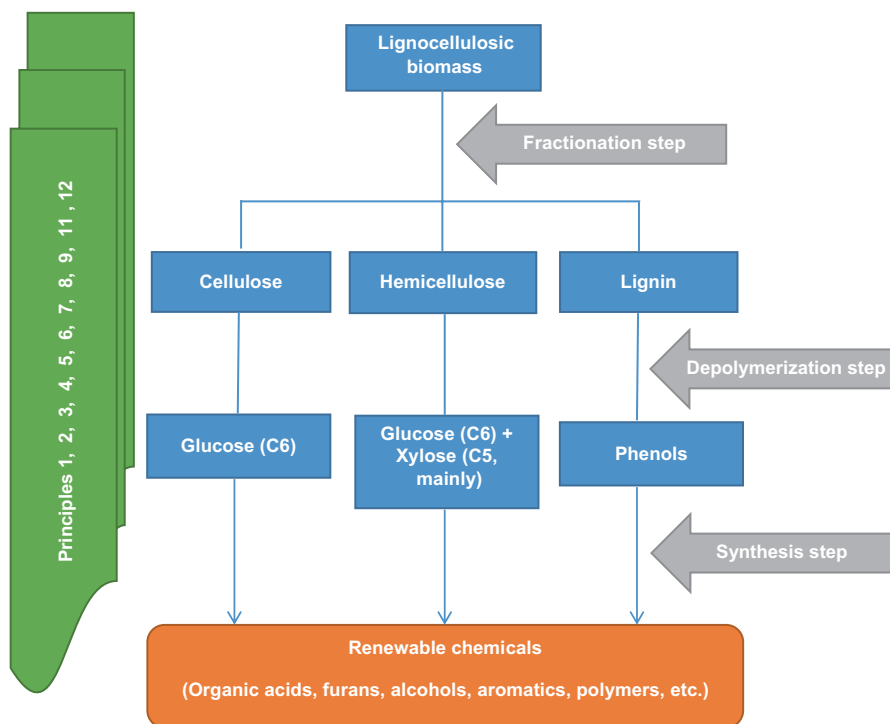 Lignocellulosic
biomass
Fractionation step
Principles 1, 2, 3, 4, 5, 6, 7, 8, 9, 11 , 12
Cellulose
Hemicellulose
Lignin
Depolymerization step
Glucose (C6)
Glucose (C6) +
Xylose (C5,
mainly)
Phenols
Synthesis step
Renewable chemicals
(Organic acids, furans, alcohols, aromatics, polymers, etc.)